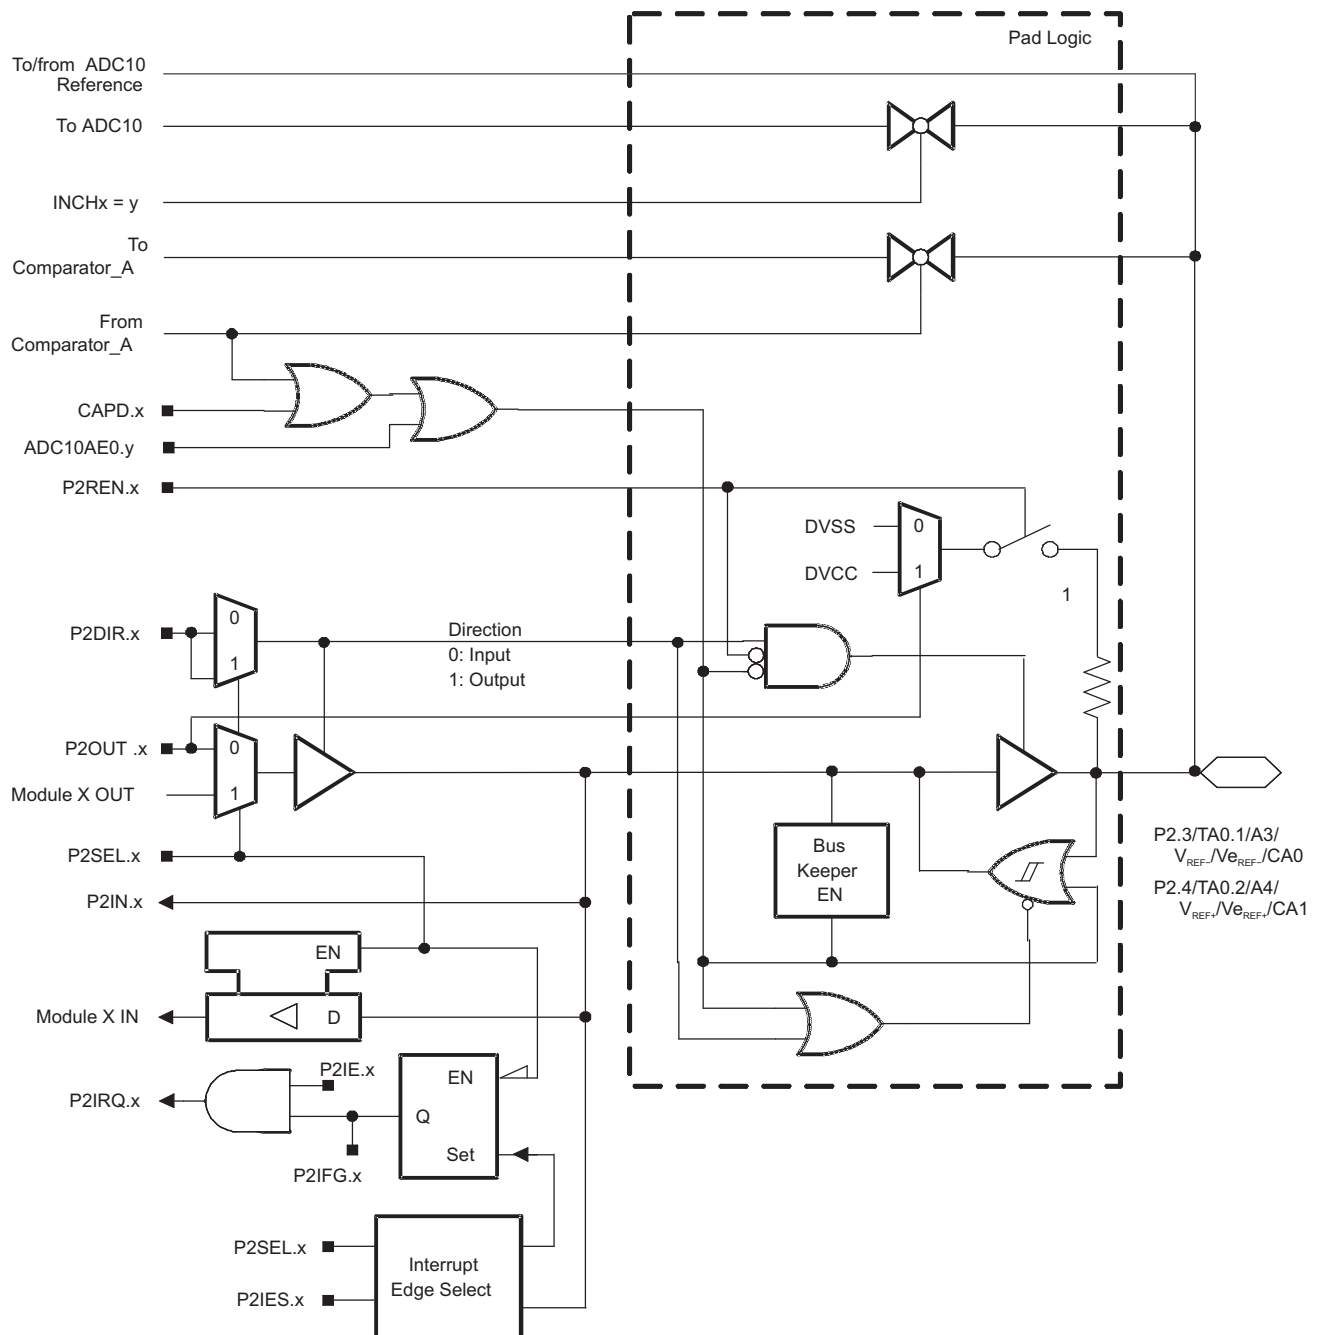 Pad Logic
To/from ADC10
Reference
To ADC10
INCHx = y
To
Comparator_A
From
Comparator_A
CAPD.x
ADC10AE0.y
P2REN.x
DVSS
0
DVCC
1
1
P2DIR.x
0
1
Direction
0: Input
1: Output
P2OUT .x
0
Module X OUT
1
P2SEL.x
P2IN.x
Bus
Keeper
EN
P2.3/TA0.1/A3/
VREF-/VeREF-/CA0
P2.4/TA0.2/A4/
VREF+/VeREF+/CA1
EN
Module X IN
D
P2IE.x
EN
P2IRQ.x
Q
Set
P2IFG.x
P2SEL.x
Interrupt
Edge Select
P2IES.x